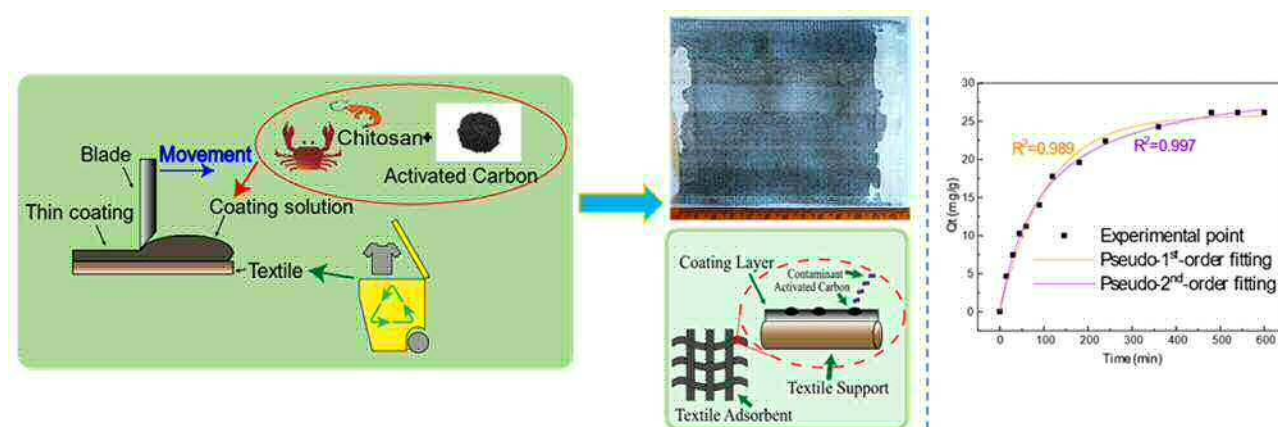 Chitosan+
Activated Carbon
Blade
Movement
Thin coating
Coating solution
Textile
Coating Layer
Contaminant
Activated Carbon
Textile Support
Textile Adsorbent
Qt (mg/g)
30
25
20
15
10
5
0
R²=0.989
R²=0.997
Experimental point
Pseudo-1ˢᵗ-order fitting
Pseudo-2ⁿᵈ-order fitting
0 100 200 300 400 500 600
Time (min)